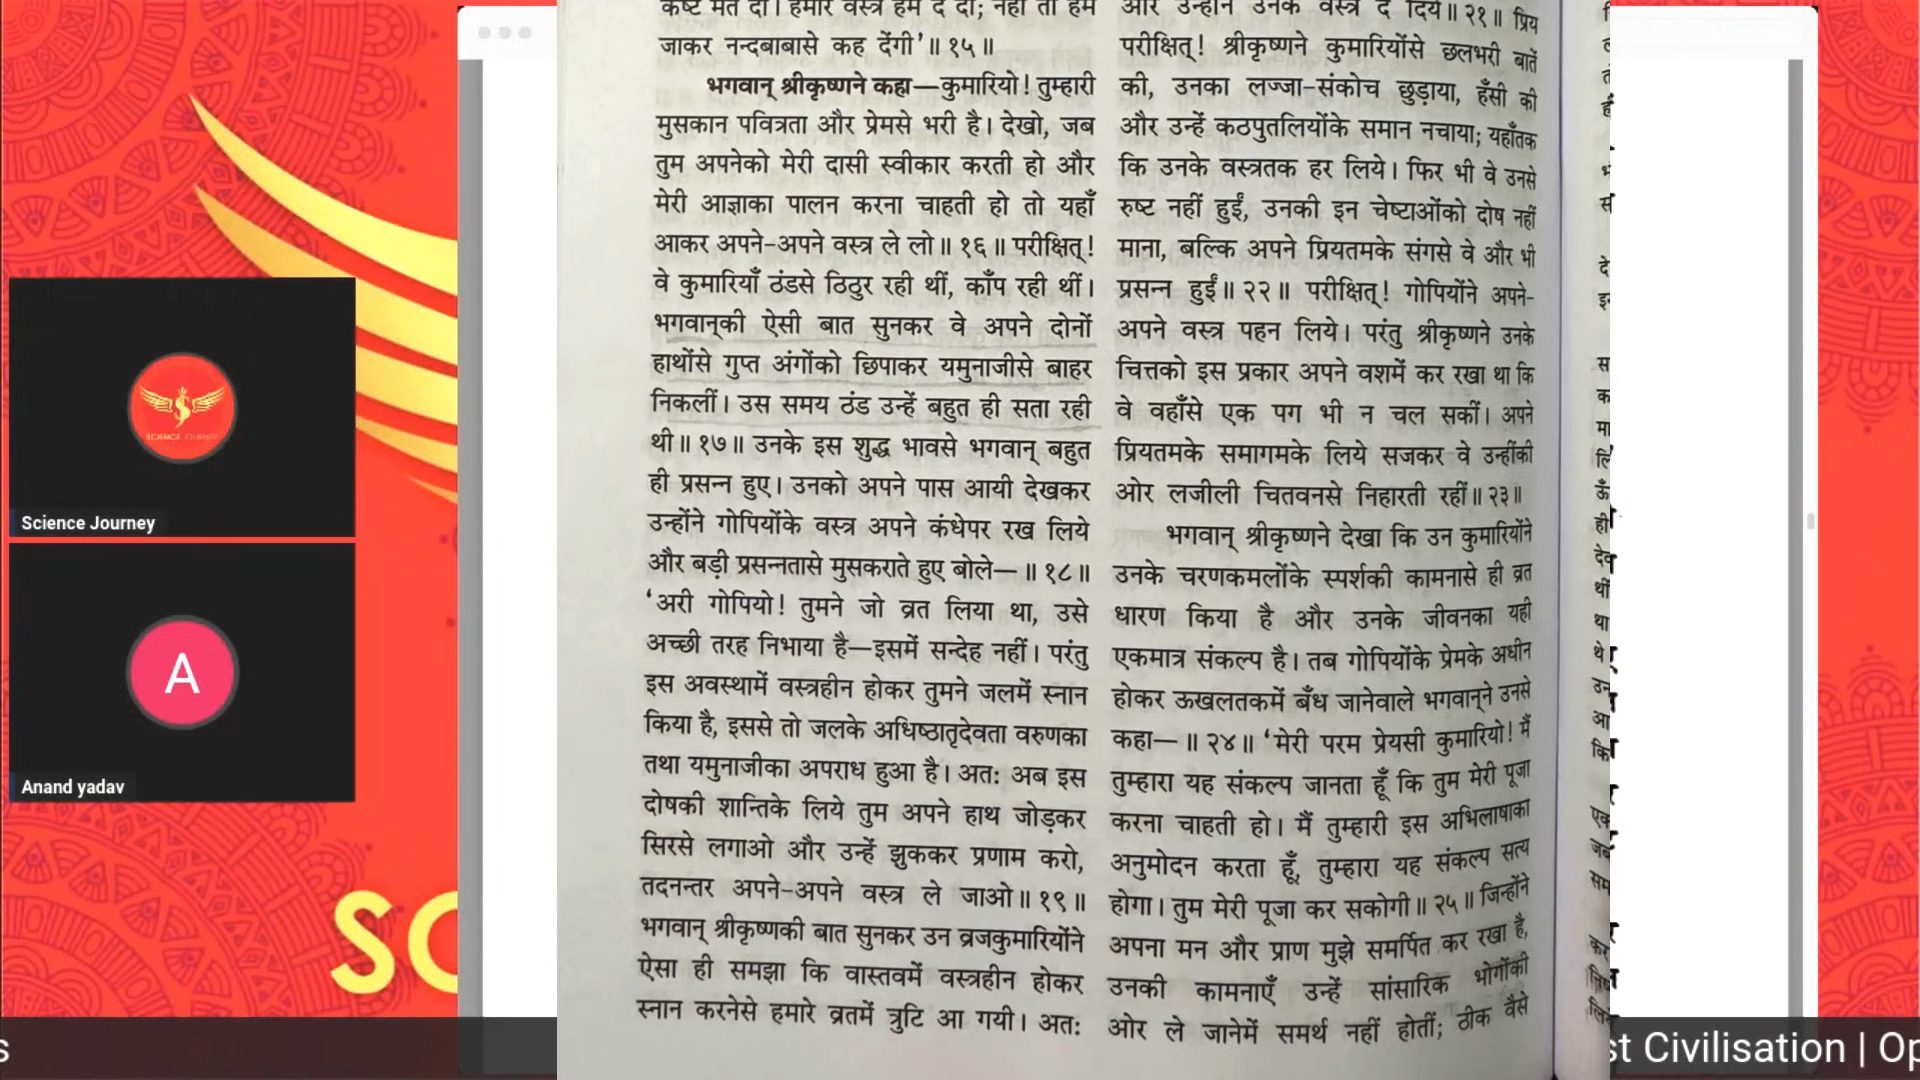 कष्ट मत दो। हमारे वस्त्र हमें दे दो; नहीं तो हम
जाकर नन्दबाबासे कह देंगी’॥ १५॥
भगवान् श्रीकृष्णने कहा—कुमारियो! तुम्हारी
मुसकान पवित्रता और प्रेमसे भरी है। देखो, जब
तुम अपनेको मेरी दासी स्वीकार करती हो और
मेरी आज्ञाका पालन करना चाहती हो तो यहाँ
आकर अपने-अपने वस्त्र ले लो॥ १६॥ परीक्षित्!
वे कुमारियाँ ठंडसे ठिठुर रही थीं, काँप रही थीं।
भगवान्‌की ऐसी बात सुनकर वे अपने दोनों
हाथोंसे गुप्त अंगोंको छिपाकर यमुनाजीसे बाहर
निकलीं। उस समय ठंड उन्हें बहुत ही सता रही
थी॥ १७॥ उनके इस शुद्ध भावसे भगवान् बहुत
ही प्रसन्न हुए। उनको अपने पास आयी देखकर
उन्होंने गोपियोंके वस्त्र अपने कंधेपर रख लिये
और बड़ी प्रसन्नतासे मुसकराते हुए बोले—॥ १८॥
‘अरी गोपियो! तुमने जो व्रत लिया था, उसे
अच्छी तरह निभाया है—इसमें सन्देह नहीं। परंतु
इस अवस्थामें वस्त्रहीन होकर तुमने जलमें स्नान
किया है, इससे तो जलके अधिष्ठातृदेवता वरुणका
तथा यमुनाजीका अपराध हुआ है। अतः अब इस
दोषकी शान्तिके लिये तुम अपने हाथ जोड़कर
सिरसे लगाओ और उन्हें झुककर प्रणाम करो,
तदनन्तर अपने-अपने वस्त्र ले जाओ॥ १९॥
भगवान् श्रीकृष्णकी बात सुनकर उन व्रजकुमारियोंने
ऐसा ही समझा कि वास्तवमें वस्त्रहीन होकर
स्नान करनेसे हमारे व्रतमें त्रुटि आ गयी। अतः
और उन्होंने उनके वस्त्र दे दिये॥ २१॥ प्रिय
परीक्षित्! श्रीकृष्णने कुमारियोंसे छलभरी बातें
की, उनका लज्जा-संकोच छुड़ाया, हँसी की
और उन्हें कठपुतलियोंके समान नचाया; यहाँतक
कि उनके वस्त्रतक हर लिये। फिर भी वे उनसे
रुष्ट नहीं हुईं, उनकी इन चेष्टाओंको दोष नहीं
माना, बल्कि अपने प्रियतमके संगसे वे और भी
प्रसन्न हुईं॥ २२॥ परीक्षित्! गोपियोंने अपने-
अपने वस्त्र पहन लिये। परंतु श्रीकृष्णने उनके
चित्तको इस प्रकार अपने वशमें कर रखा था कि
वे वहाँसे एक पग भी न चल सकीं। अपने
प्रियतमके समागमके लिये सजकर वे उन्हींकी
ओर लजीली चितवनसे निहारती रहीं॥ २३॥
भगवान् श्रीकृष्णने देखा कि उन कुमारियोंने
उनके चरणकमलोंके स्पर्शकी कामनासे ही व्रत
धारण किया है और उनके जीवनका यही
एकमात्र संकल्प है। तब गोपियोंके प्रेमके अधीन
होकर ऊखलतकमें बँध जानेवाले भगवान्‌ने उनसे
कहा—॥ २४॥ ‘मेरी परम प्रेयसी कुमारियो! मैं
तुम्हारा यह संकल्प जानता हूँ कि तुम मेरी पूजा
करना चाहती हो। मैं तुम्हारी इस अभिलाषाका
अनुमोदन करता हूँ, तुम्हारा यह संकल्प सत्य
होगा। तुम मेरी पूजा कर सकोगी॥ २५॥ जिन्होंने
अपना मन और प्राण मुझे समर्पित कर रखा है,
उनकी कामनाएँ उन्हें सांसारिक भोगोंकी
ओर ले जानेमें समर्थ नहीं होतीं; ठीक वैसे
SCIENCE JOURNEY
Science Journey
A
Anand yadav
SC
s
st Civilisation | Op